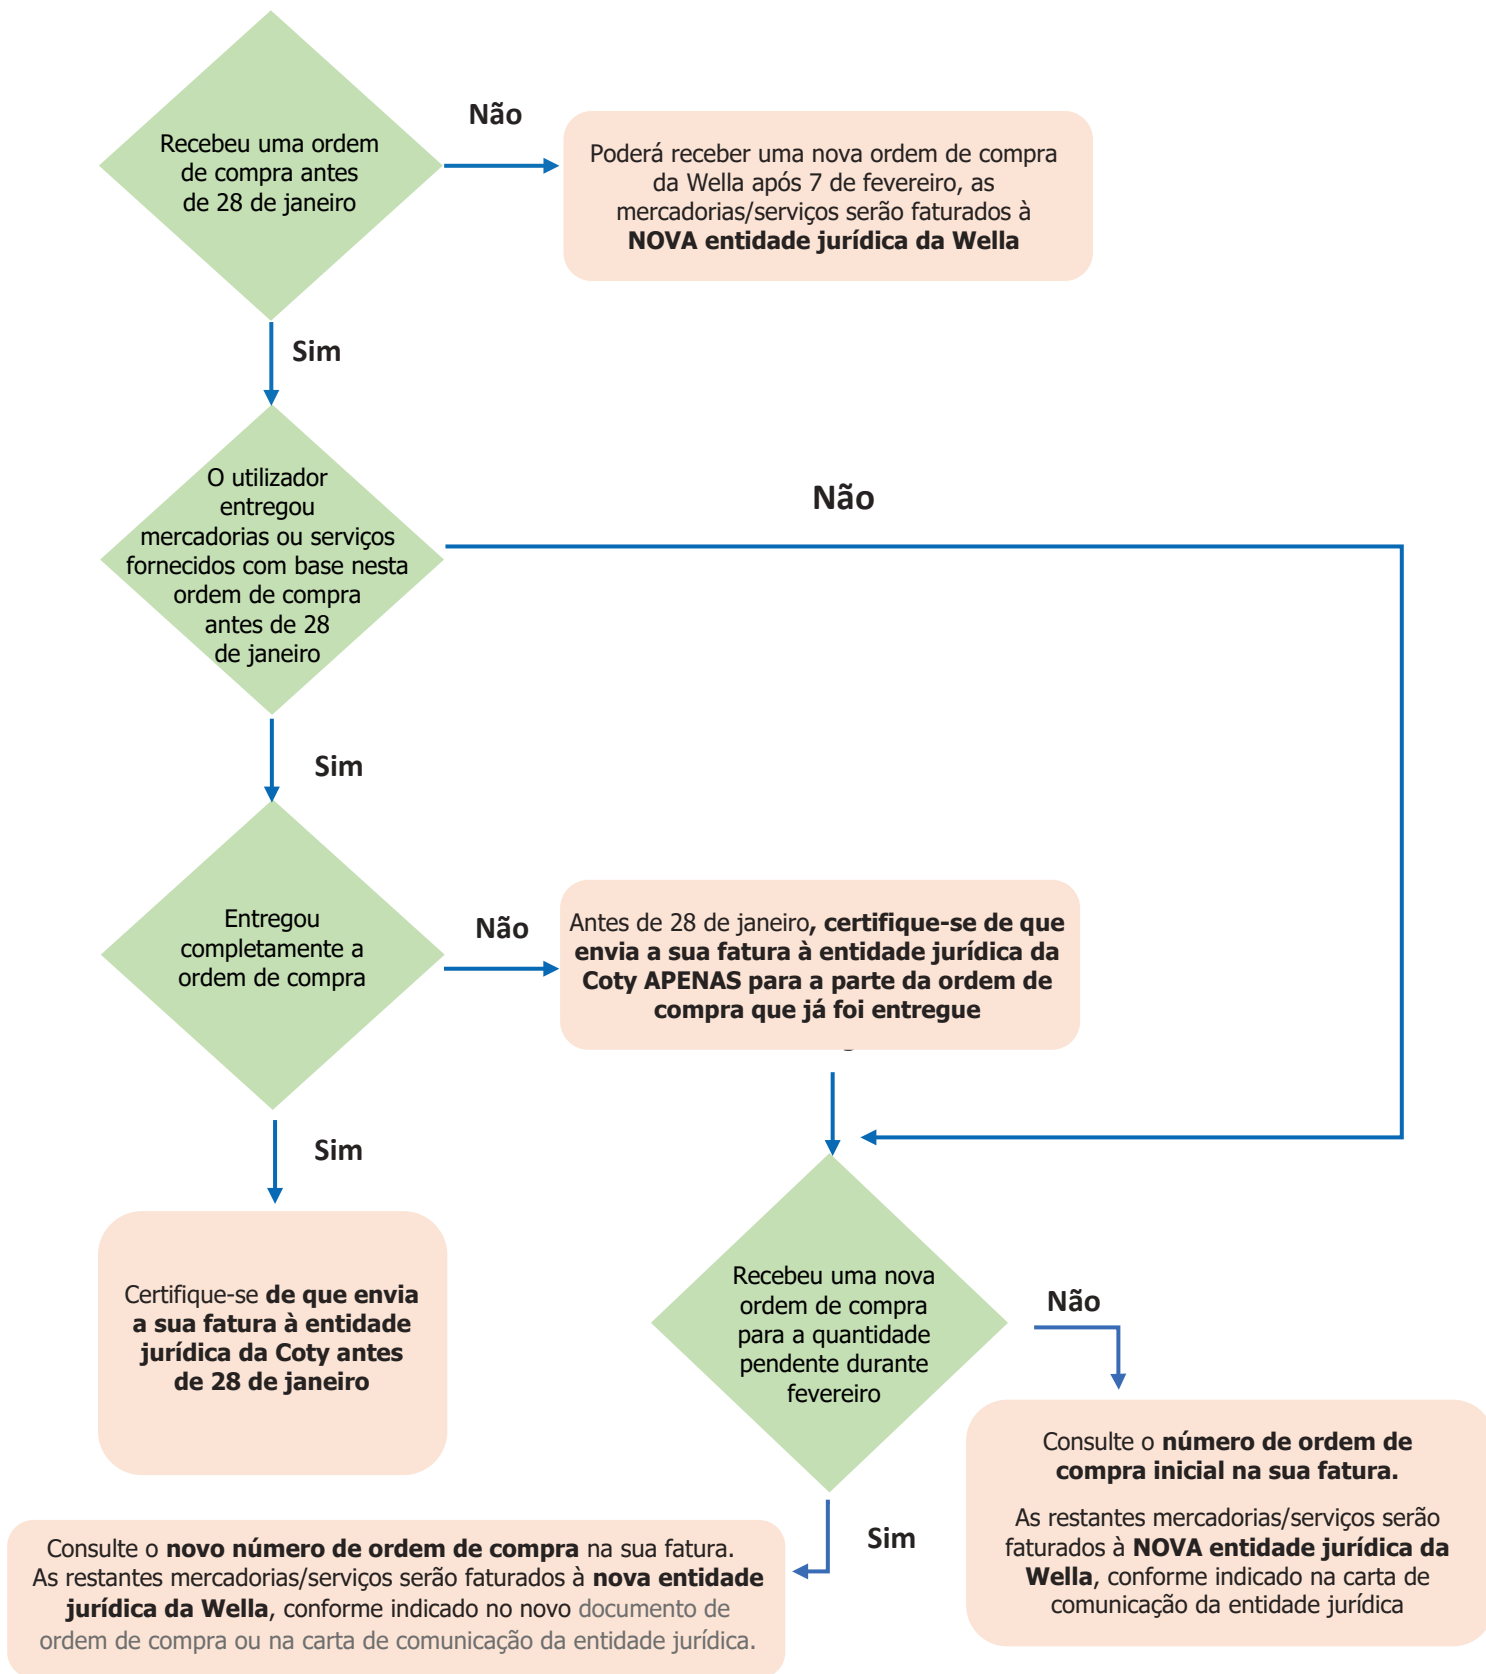 Recebeu uma ordem
de compra antes
de 28 de janeiro
Não
Poderá receber uma nova ordem de compra
da Wella após 7 de fevereiro, as
mercadorias/serviços serão faturados à
NOVA entidade jurídica da Wella
Sim
O utilizador
entregou
mercadorias ou serviços
fornecidos com base nesta
ordem de compra
antes de 28
de janeiro
Não
Sim
Entregou
completamente a
ordem de compra
Não
Antes de 28 de janeiro, certifique-se de que
envia a sua fatura à entidade jurídica da
Coty APENAS para a parte da ordem de
compra que já foi entregue
Sim
Certifique-se de que envia
a sua fatura à entidade
jurídica da Coty antes
de 28 de janeiro
Recebeu uma nova
ordem de compra
para a quantidade
pendente durante
fevereiro
Não
Consulte o número de ordem de
compra inicial na sua fatura.
As restantes mercadorias/serviços serão
faturados à NOVA entidade jurídica da
Wella, conforme indicado na carta de
comunicação da entidade jurídica
Sim
Consulte o novo número de ordem de compra na sua fatura.
As restantes mercadorias/serviços serão faturados à nova entidade
jurídica da Wella, conforme indicado no novo documento de
ordem de compra ou na carta de comunicação da entidade jurídica.